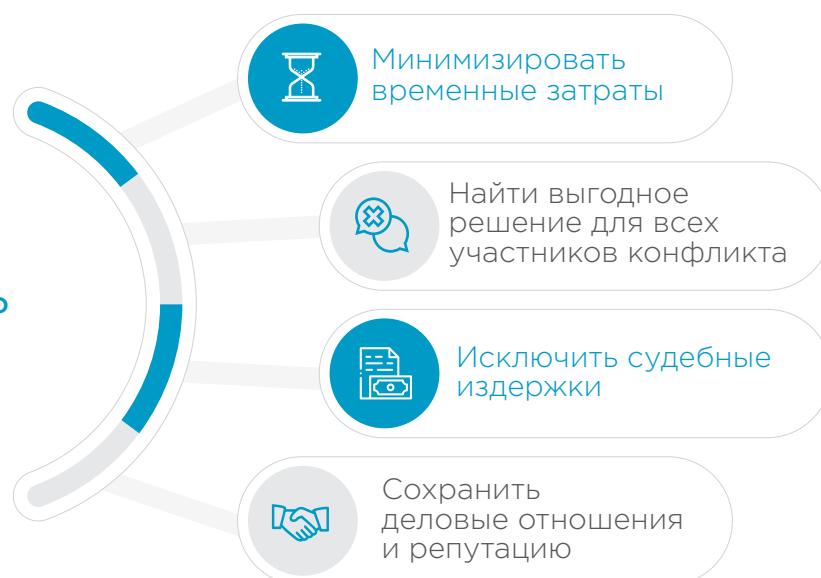 Минимизировать
временные затраты
Найти выгодное
решение для всех
участников конфликта
Исключить судебные
издержки
Сохранить
деловые отношения
и репутацию